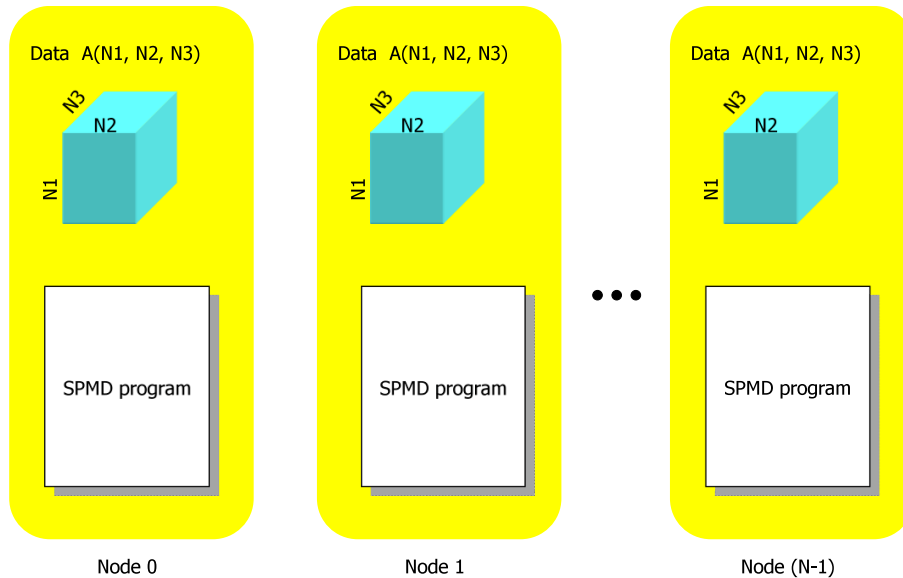 Data A(N1, N2, N3)
N3
N2
N1
SPMD program
Node 0
Data A(N1, N2, N3)
N3
N2
N1
SPMD program
Node 1
Data A(N1, N2, N3)
N3
N2
N1
SPMD program
Node (N-1)